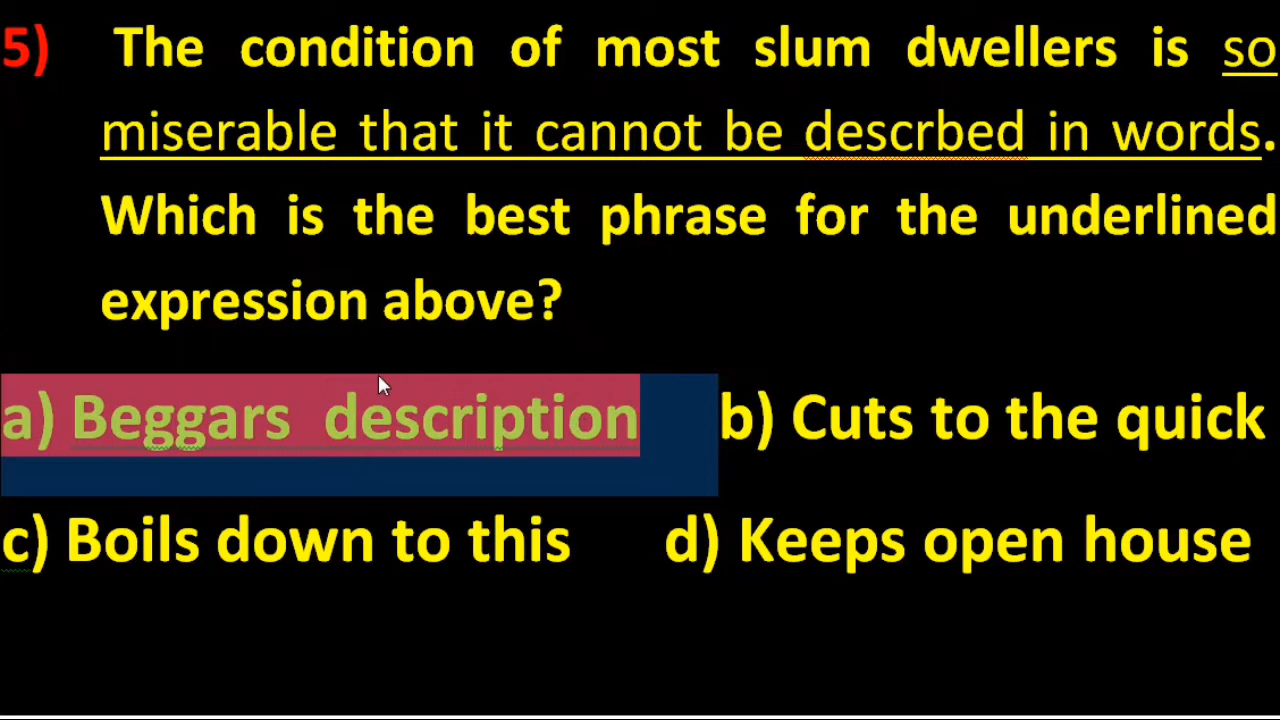 5) The condition of most slum dwellers is so
miserable that it cannot be descrbed in words.
Which is the best phrase for the underlined
expression above?
a) Beggars description b) Cuts to the quick
c) Boils down to this d) Keeps open house